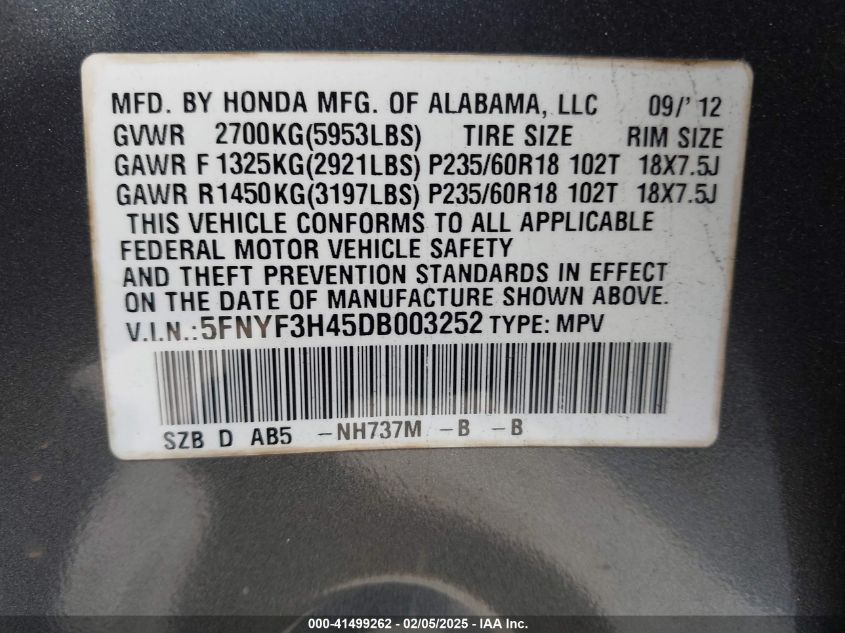 MFD. BY HONDA MFG. OF ALABAMA, LLC 09/'12
GVWR 2700KG(5953LBS) TIRE SIZE RIM SIZE
GAWR F 1325KG(2921LBS) P235/60R18 102T 18X7.5J
GAWR R1450KG(3197LBS) P235/60R18 102T 18X7.5J
THIS VEHICLE CONFORMS TO ALL APPLICABLE
FEDERAL MOTOR VEHICLE SAFETY
AND THEFT PREVENTION STANDARDS IN EFFECT
ON THE DATE OF MANUFACTURE SHOWN ABOVE.
V.I.N.:5FNYF3H45DB003252 TYPE: MPV
SZB D AB5 -NH737M -B -B
000-41499262 - 02/05/2025 - IAA Inc.